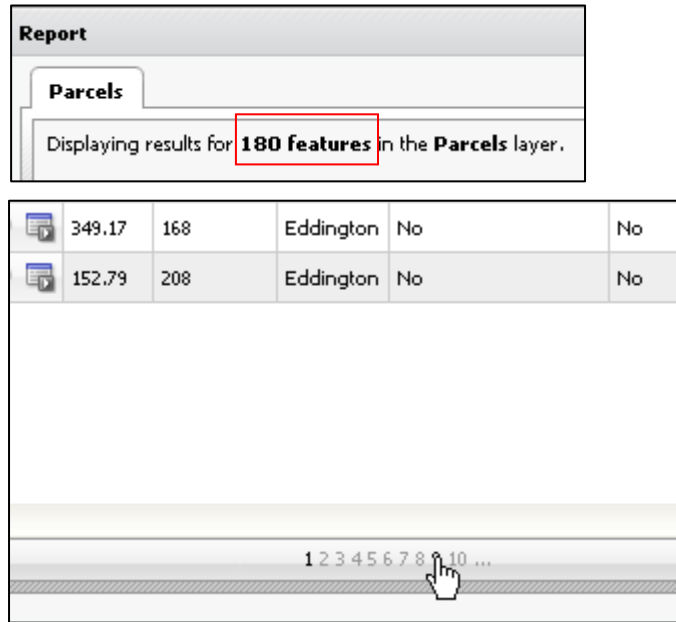 Report
Parcels
Displaying results for 180 features in the Parcels layer.
349.17 168 Eddington No No
152.79 208 Eddington No No
1 2 3 4 5 6 7 8 9 10 ...